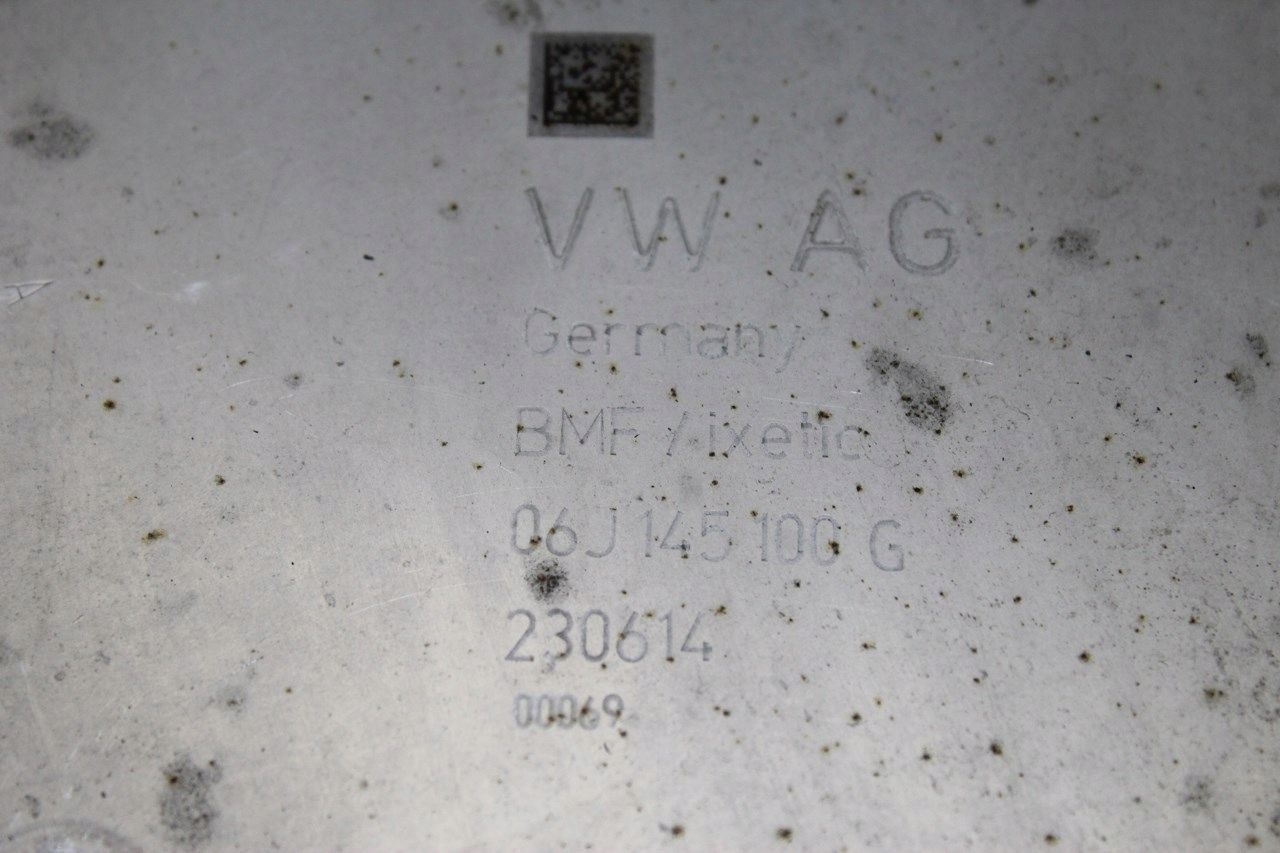 VW AG
Germany
BMF / ixetic
06J 145 100 G
230614
00069